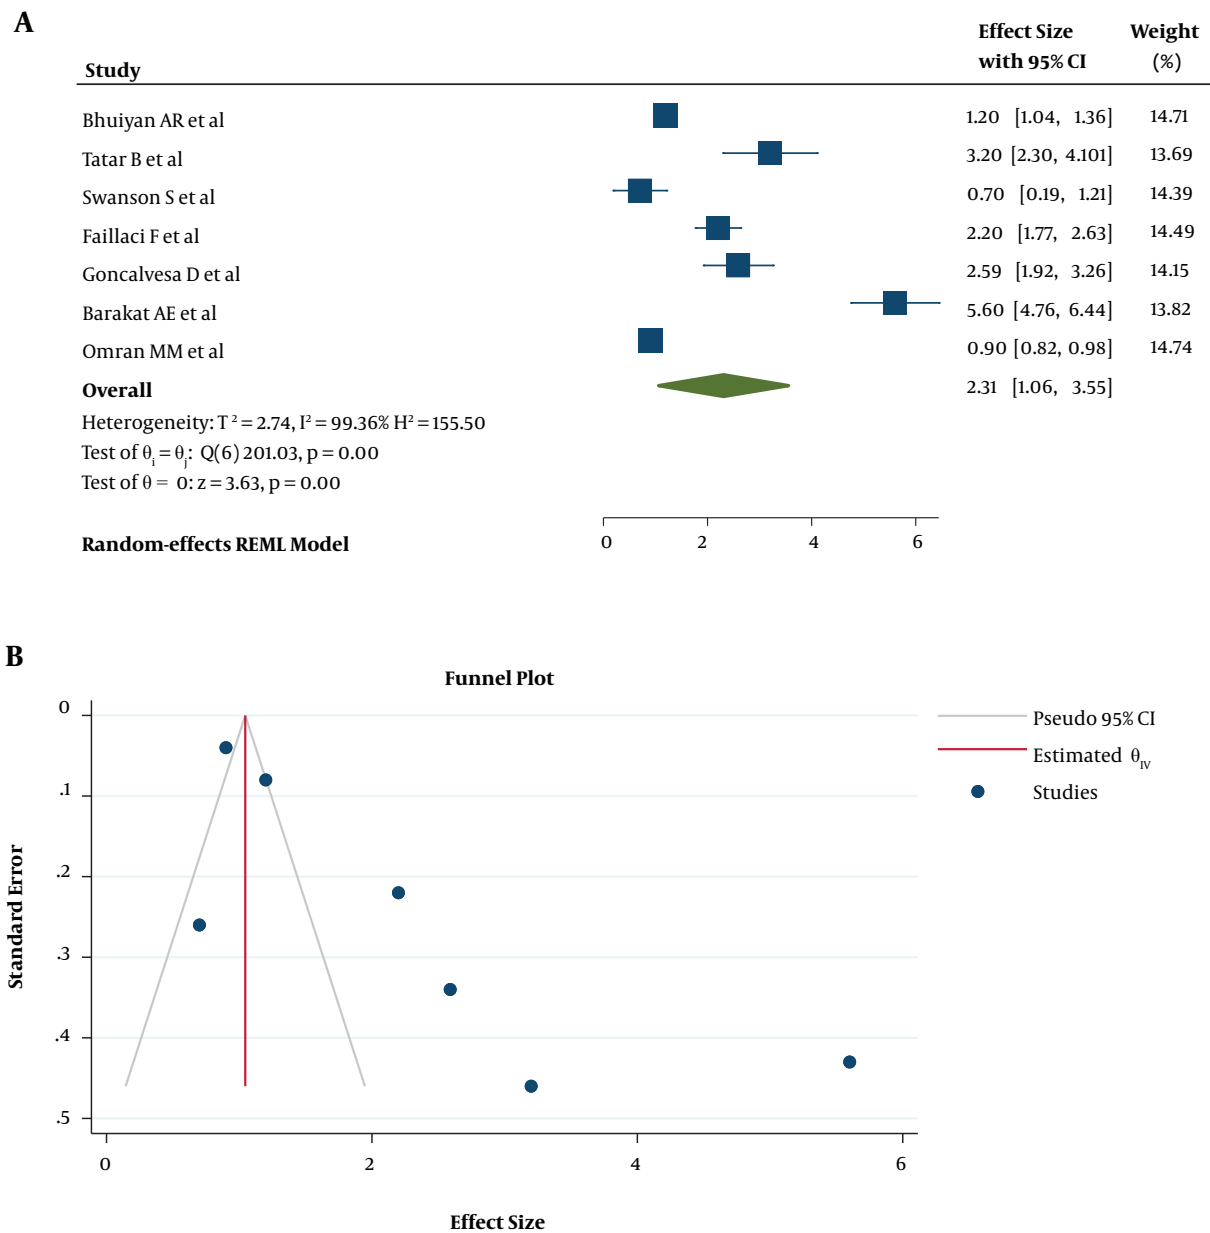 A
Effect Size Weight
with 95% CI (%)
Study
Bhuiyan AR et al 1.20 [1.04, 1.36] 14.71
Tatar B et al 3.20 [2.30, 4.101] 13.69
Swanson S et al 0.70 [0.19, 1.21] 14.39
Faillaci F et al 2.20 [1.77, 2.63] 14.49
Goncalvesa D et al 2.59 [1.92, 3.26] 14.15
Barakat AE et al 5.60 [4.76, 6.44] 13.82
Omran MM et al 0.90 [0.82, 0.98] 14.74
Overall 2.31 [1.06, 3.55]
Heterogeneity: T² = 2.74, I² = 99.36% H² = 155.50
Test of θi = θj: Q(6) 201.03, p = 0.00
Test of θ = 0: z = 3.63, p = 0.00
Random-effects REML Model
0 2 4 6
B
Funnel Plot
0
.1
.2
.3
.4
.5
Standard Error
0 2 4 6
Effect Size
Pseudo 95% CI
Estimated θIV
Studies